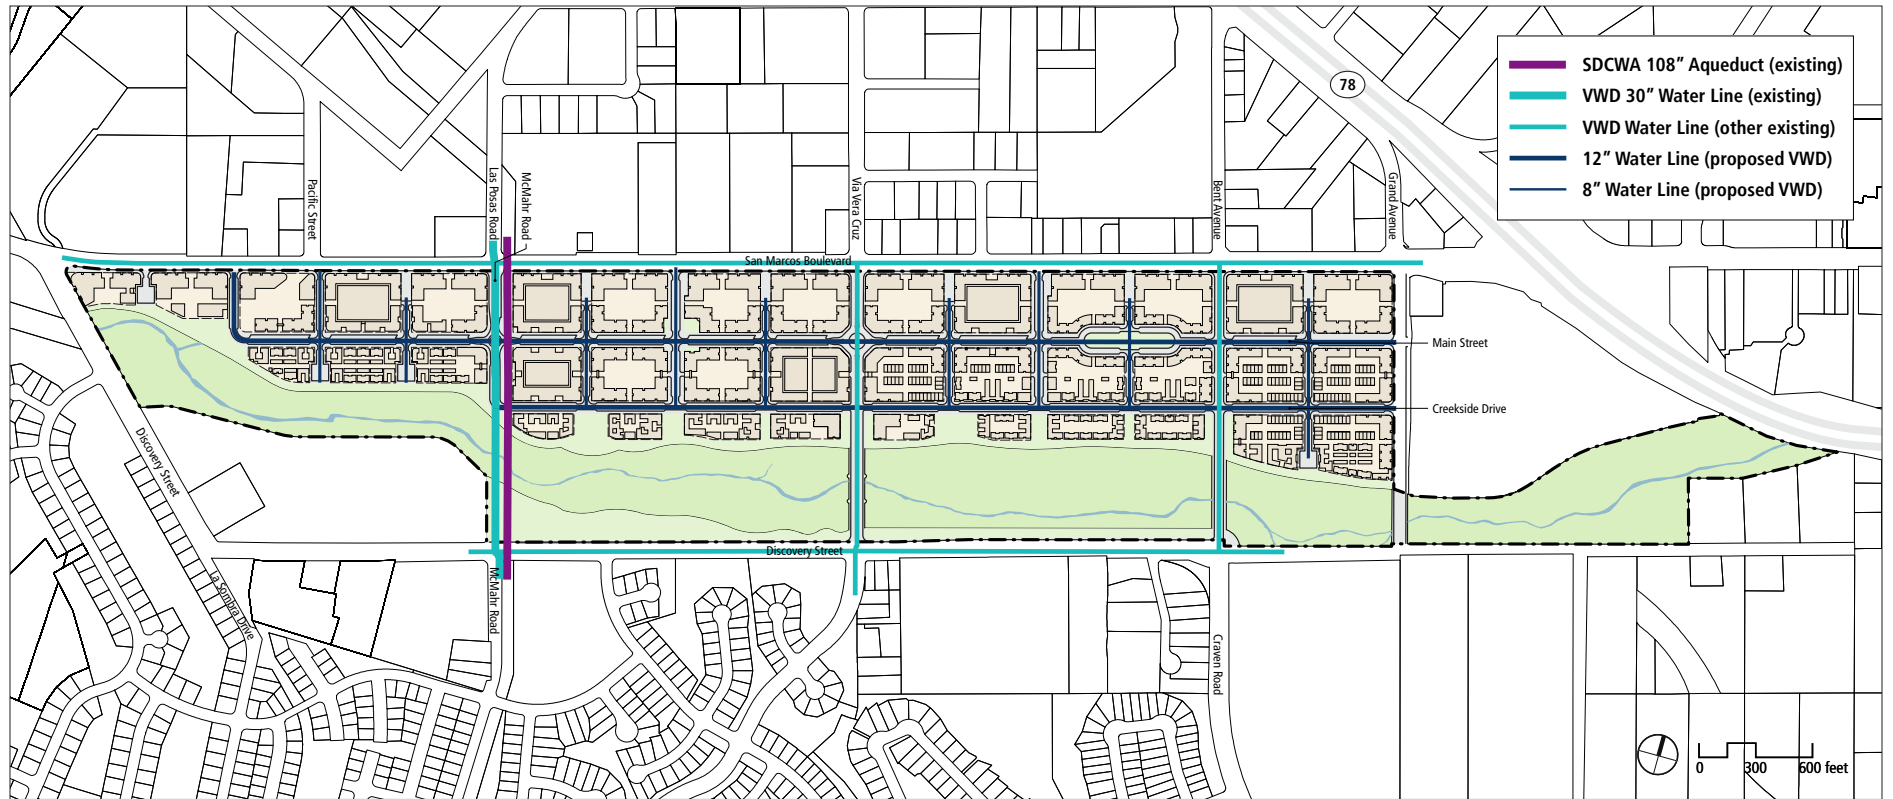 SDCWA 108” Aqueduct (existing)
VWD 30” Water Line (existing)
VWD Water Line (other existing)
12” Water Line (proposed VWD)
8” Water Line (proposed VWD)
78
Pacific Street
Las Posas Road
McMahr Road
Via Vera Cruz
Bent Avenue
Grand Avenue
San Marcos Boulevard
Main Street
Creekside Drive
Discovery Street
Discovery Street
La Sombra Drive
McMahr Road
Craven Road
0 300 600 feet